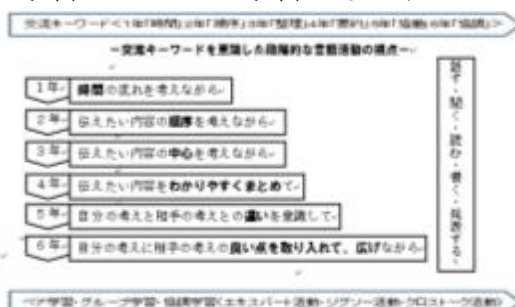 交流キーワード<1年「時間」2年「順序」3年「整理」4年「要約」5年「協働」6年「協調」>
ー交流キーワードを意識した段階的な言語活動の視点ー
1年 時間の流れを考えながら
2年 伝えたい内容の順序を考えながら
3年 伝えたい内容の中心を考えながら
4年 伝えたい内容をわかりやすくまとめて
5年 自分の考えと相手の考えとの違いを意識して
6年 自分の考えに相手の考えの良い点を取り入れて、広げながら
話す・聞く・読む・書く・表現する
ペア学習・グループ学習・協調学習(エキスパート活動・ジグソー活動・クロストーク活動)